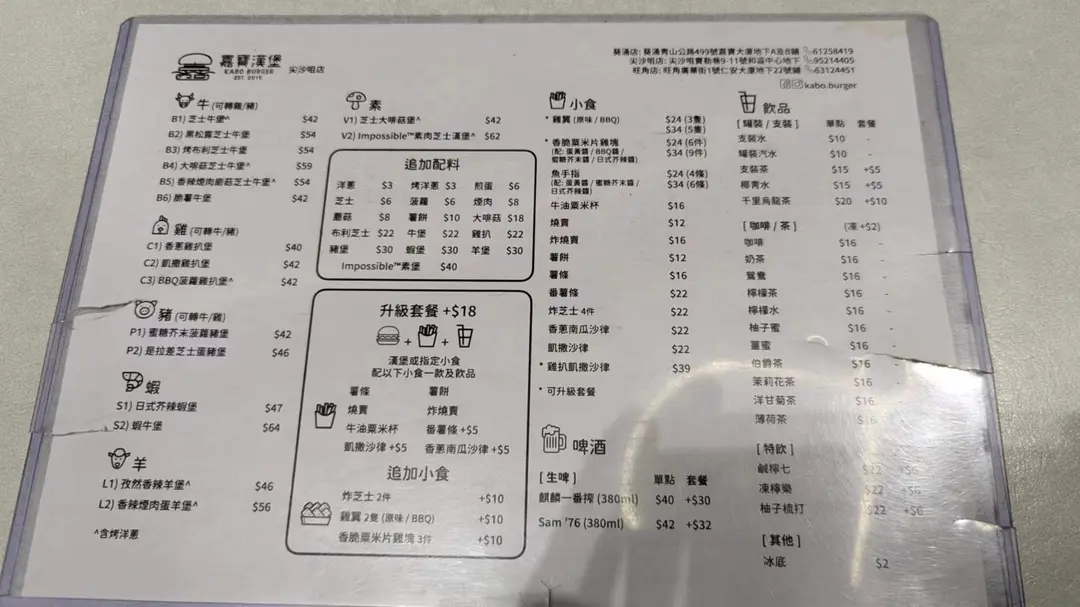 嘉寶漢堡
KABO BURGER
EST. 2015
尖沙咀店
葵涌店: 葵涌青山公路499號嘉寶大廈地下A及B舖 61258419
尖沙咀店: 尖沙咀寶勒巷9-11號和協中心地下 95214405
旺角店: 旺角廣華街1號仁安大廈地下22號舖 63124451
kabo.burger
牛 (可轉雞/豬)
B1) 芝士牛堡^ $42
B2) 黑松露芝士牛堡 $54
B3) 烤布利芝士牛堡 $54
B4) 大啡菇芝士牛堡^ $59
B5) 香辣煙肉磨菇芝士牛堡^ $54
B6) 脆薯牛堡 $42
雞 (可轉牛/豬)
C1) 香蔥雞扒堡 $40
C2) 凱撒雞扒堡 $42
C3) BBQ菠蘿雞扒堡^ $42
豬 (可轉牛/雞)
P1) 蜜糖芥末菠蘿豬堡 $42
P2) 是拉差芝士蛋豬堡 $46
蝦
S1) 日式芥辣蝦堡 $47
S2) 蝦牛堡 $64
羊
L1) 孜然香辣羊堡^ $46
L2) 香辣煙肉蛋羊堡^ $56
^含烤洋蔥
素
V1) 芝士大啡菇堡^ $42
V2) Impossible™素肉芝士漢堡^ $62
追加配料
洋蔥 $3 烤洋蔥 $3 煎蛋 $6
芝士 $6 菠蘿 $6 煙肉 $8
蘑菇 $8 薯餅 $10 大啡菇 $18
布利芝士 $22 牛堡 $22 雞扒 $22
豬堡 $30 蝦堡 $30 羊堡 $30
Impossible™素堡 $40
升級套餐 +$18
漢堡或指定小食
配以下小食一款及飲品
薯條 薯餅
燒賣 炸燒賣
牛油粟米杯 番薯條 +$5
凱撒沙律 +$5 香蔥南瓜沙律 +$5
追加小食
炸芝士 2件 +$10
雞翼 2隻 (原味 / BBQ) +$10
香脆粟米片雞塊 3件 +$10
小食
* 雞翼 (原味 / BBQ) $24 (3隻)
$34 (5隻)
* 香脆粟米片雞塊 $24 (6件)
(配: 蛋黃醬 / BBQ醬 / $34 (9件)
蜜糖芥末醬 / 日式芥辣醬)
魚手指 $24 (4條)
(配: 蛋黃醬 / 蜜糖芥末醬 / $34 (6條)
日式芥辣醬)
牛油粟米杯 $16
燒賣 $12
炸燒賣 $16
薯餅 $12
薯條 $16
番薯條 $22
炸芝士 4件 $22
香蔥南瓜沙律 $22
凱撒沙律 $22
* 雞扒凱撒沙律 $39
* 可升級套餐
啤酒
[ 生啤 ] 單點 套餐
麒麟一番搾 (380ml) $40 +$30
Sam '76 (380ml) $42 +$32
飲品
[ 罐裝 / 支裝 ] 單點 套餐
支裝水 $10 -
罐裝汽水 $10 -
支裝茶 $15 +$5
椰青水 $15 +$5
千里烏龍茶 $20 +$10
[ 咖啡 / 茶 ] (凍 +$2)
咖啡 $16 -
奶茶 $16 -
鴛鴦 $16 -
檸檬茶 $16 -
檸檬水 $16 -
柚子蜜 $16 -
薑蜜 $16 -
伯爵茶 $16 -
茉莉花茶 $16 -
洋甘菊茶 $16 -
薄荷茶 $16 -
[ 特飲 ]
鹹檸七 $22 +$6
凍檸樂 $22 +$6
柚子梳打 $22 +$6
[ 其他 ]
冰底 $2